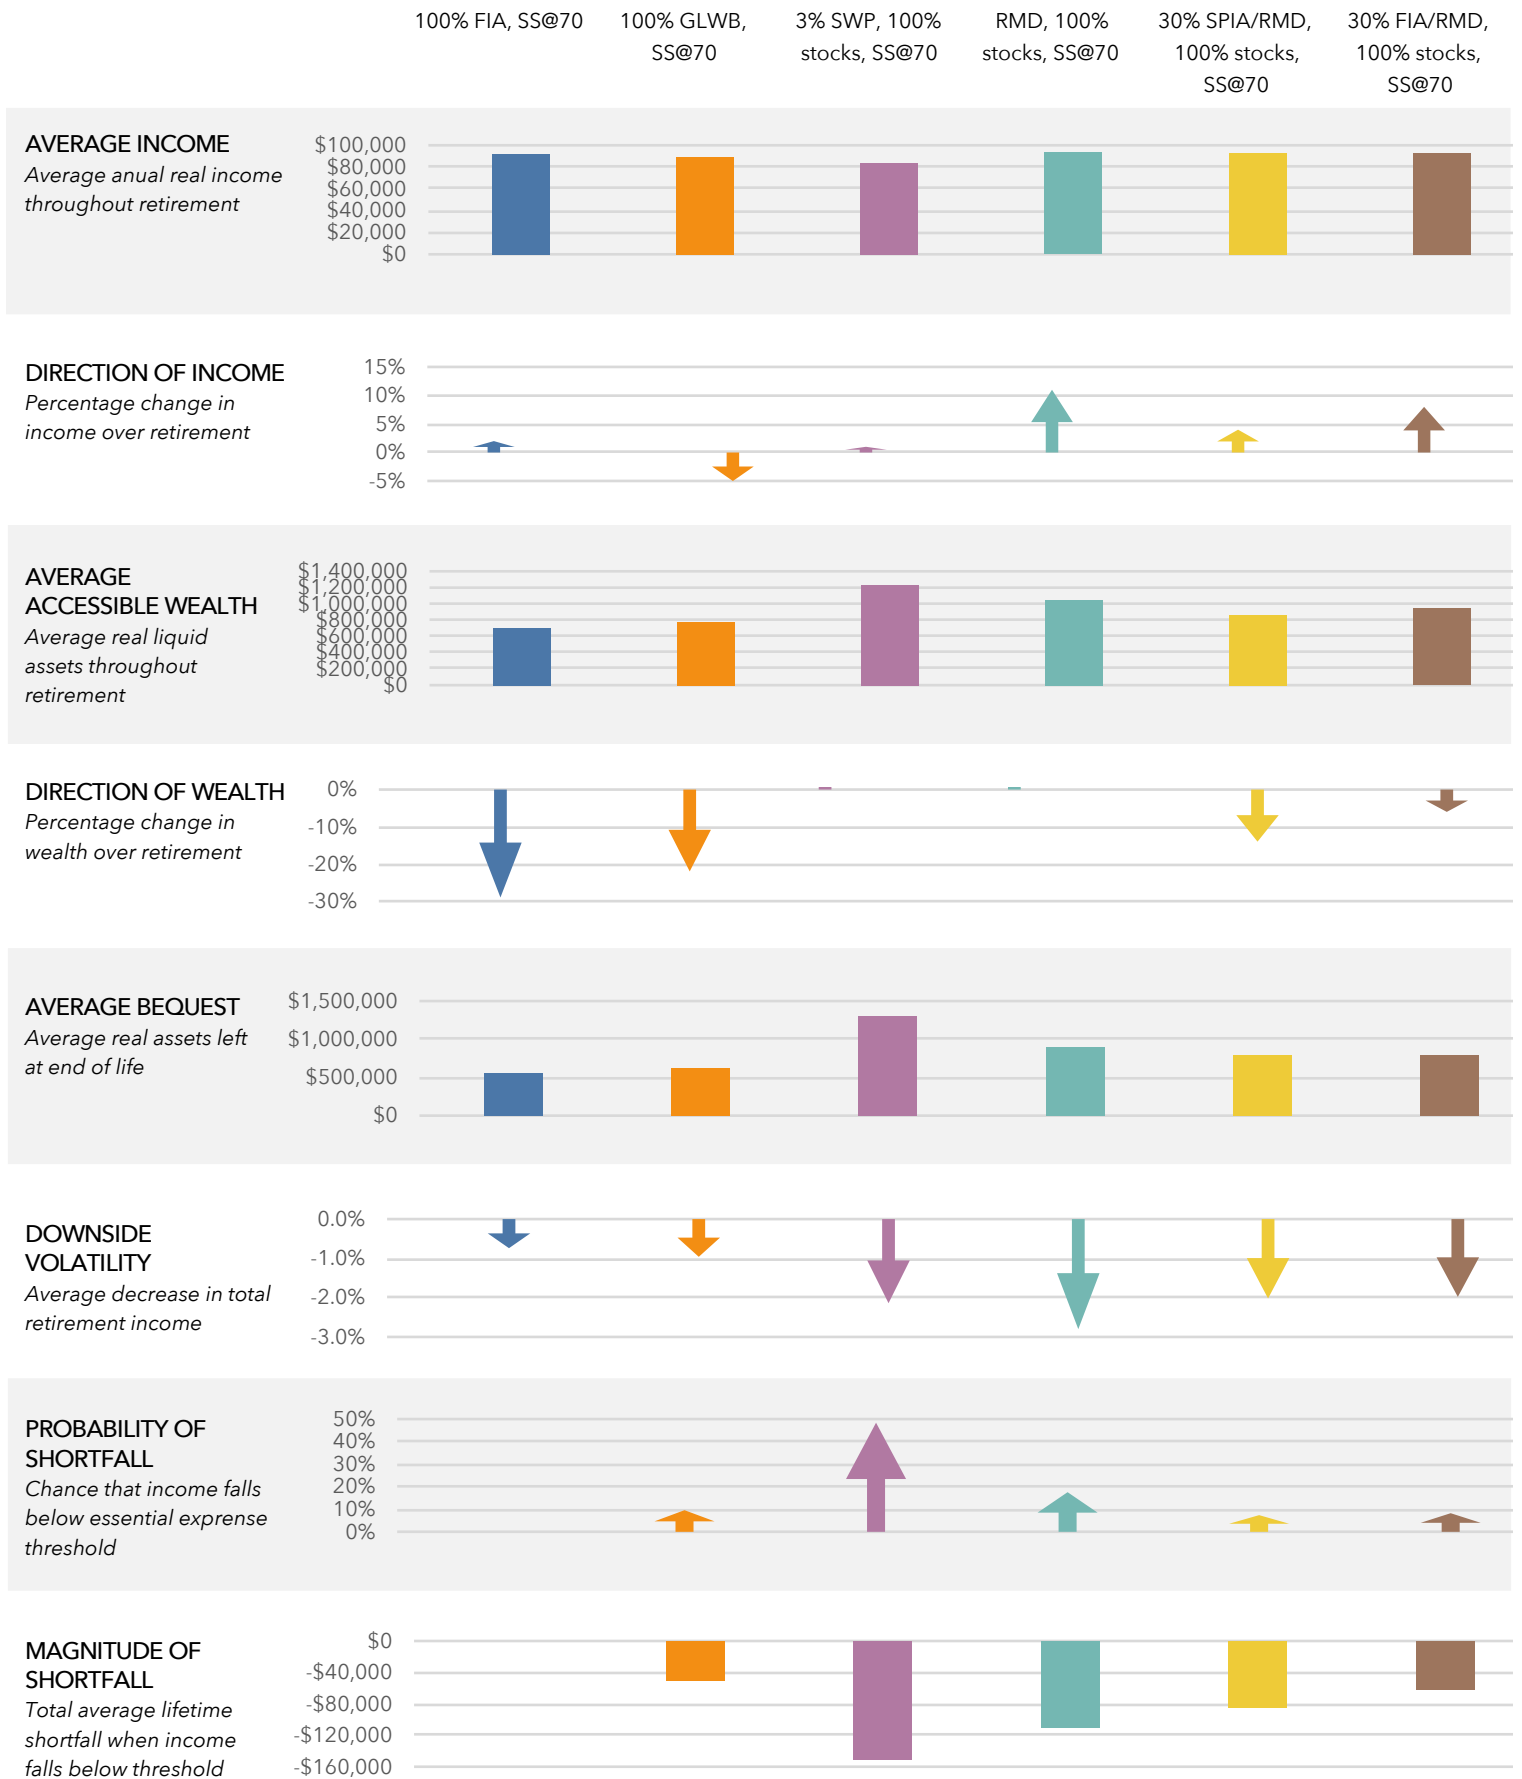 100% FIA, SS@70
100% GLWB,
SS@70
3% SWP, 100%
stocks, SS@70
RMD, 100%
stocks, SS@70
30% SPIA/RMD,
100% stocks,
SS@70
30% FIA/RMD,
100% stocks,
SS@70
AVERAGE INCOME
Average anual real income
throughout retirement
$100,000
$80,000
$60,000
$40,000
$20,000
$0
DIRECTION OF INCOME
Percentage change in
income over retirement
15%
10%
5%
0%
-5%
AVERAGE
ACCESSIBLE WEALTH
Average real liquid
assets throughout
retirement
$1,400,000
$1,200,000
$1,000,000
$800,000
$600,000
$400,000
$200,000
$0
DIRECTION OF WEALTH
Percentage change in
wealth over retirement
0%
-10%
-20%
-30%
AVERAGE BEQUEST
Average real assets left
at end of life
$1,500,000
$1,000,000
$500,000
$0
DOWNSIDE
VOLATILITY
Average decrease in total
retirement income
0.0%
-1.0%
-2.0%
-3.0%
PROBABILITY OF
SHORTFALL
Chance that income falls
below essential exprense
threshold
50%
40%
30%
20%
10%
0%
MAGNITUDE OF
SHORTFALL
Total average lifetime
shortfall when income
falls below threshold
$0
-$40,000
-$80,000
-$120,000
-$160,000